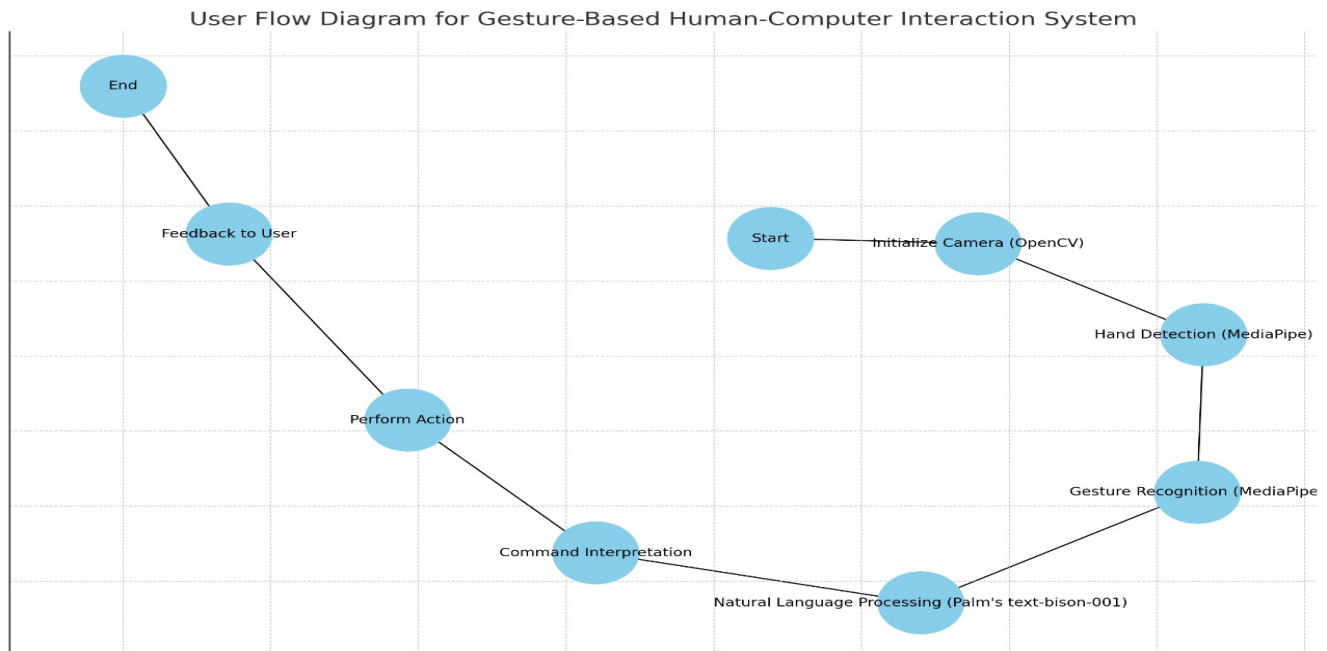 User Flow Diagram for Gesture-Based Human-Computer Interaction System
End
Feedback to User
Start
Initialize Camera (OpenCV)
Hand Detection (MediaPipe)
Perform Action
Gesture Recognition (MediaPipe
Command Interpretation
Natural Language Processing (Palm's text-bison-001)